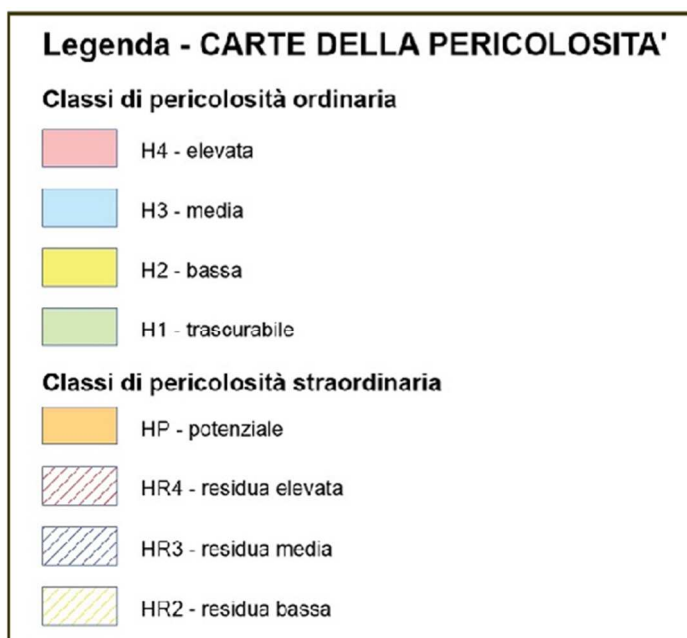 Legenda - CARTE DELLA PERICOLOSITA'
Classi di pericolosità ordinaria
H4 - elevata
H3 - media
H2 - bassa
H1 - trascurabile
Classi di pericolosità straordinaria
HP - potenziale
HR4 - residua elevata
HR3 - residua media
HR2 - residua bassa